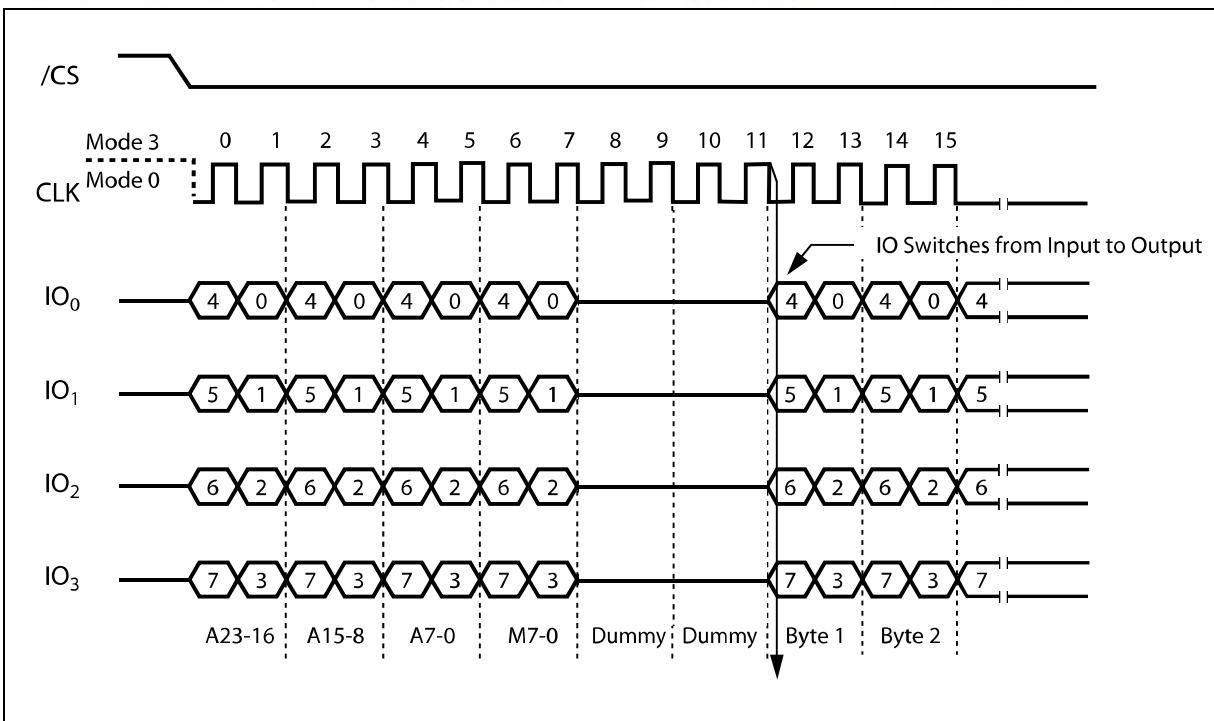 /CS
Mode 3
0 1 2 3 4 5 6 7 8 9 10 11 12 13 14 15
Mode 0
CLK
IO Switches from Input to Output
IO0 4 0 4 0 4 0 4 0 4 0 4 0 4
IO1 5 1 5 1 5 1 5 1 5 1 5 1 5
IO2 6 2 6 2 6 2 6 2 6 2 6 2 6
IO3 7 3 7 3 7 3 7 3 7 3 7 3 7
A23-16 A15-8 A7-0 M7-0 Dummy Dummy Byte 1 Byte 2